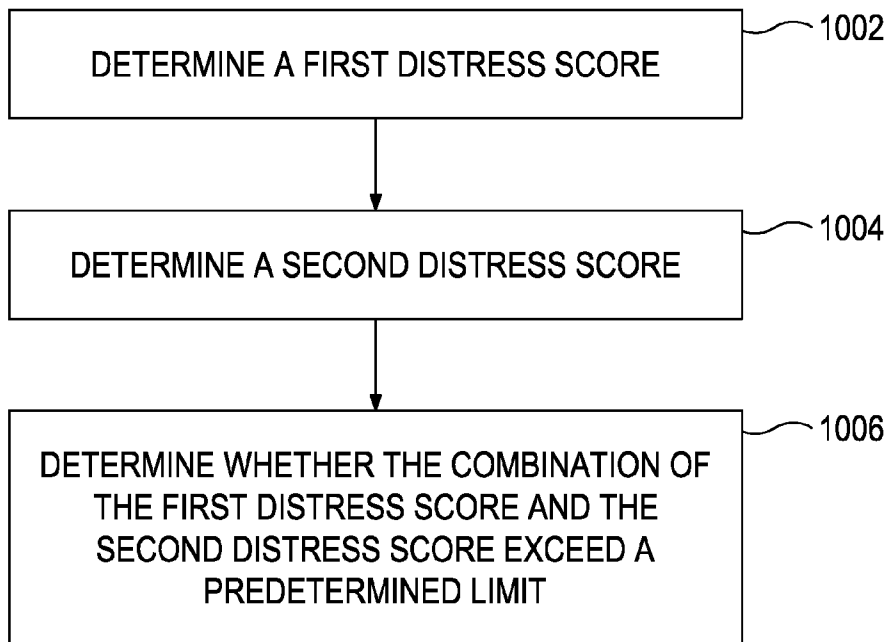 DETERMINE A FIRST DISTRESS SCORE
1002
DETERMINE A SECOND DISTRESS SCORE
1004
DETERMINE WHETHER THE COMBINATION OF
THE FIRST DISTRESS SCORE AND THE
SECOND DISTRESS SCORE EXCEED A
PREDETERMINED LIMIT
1006